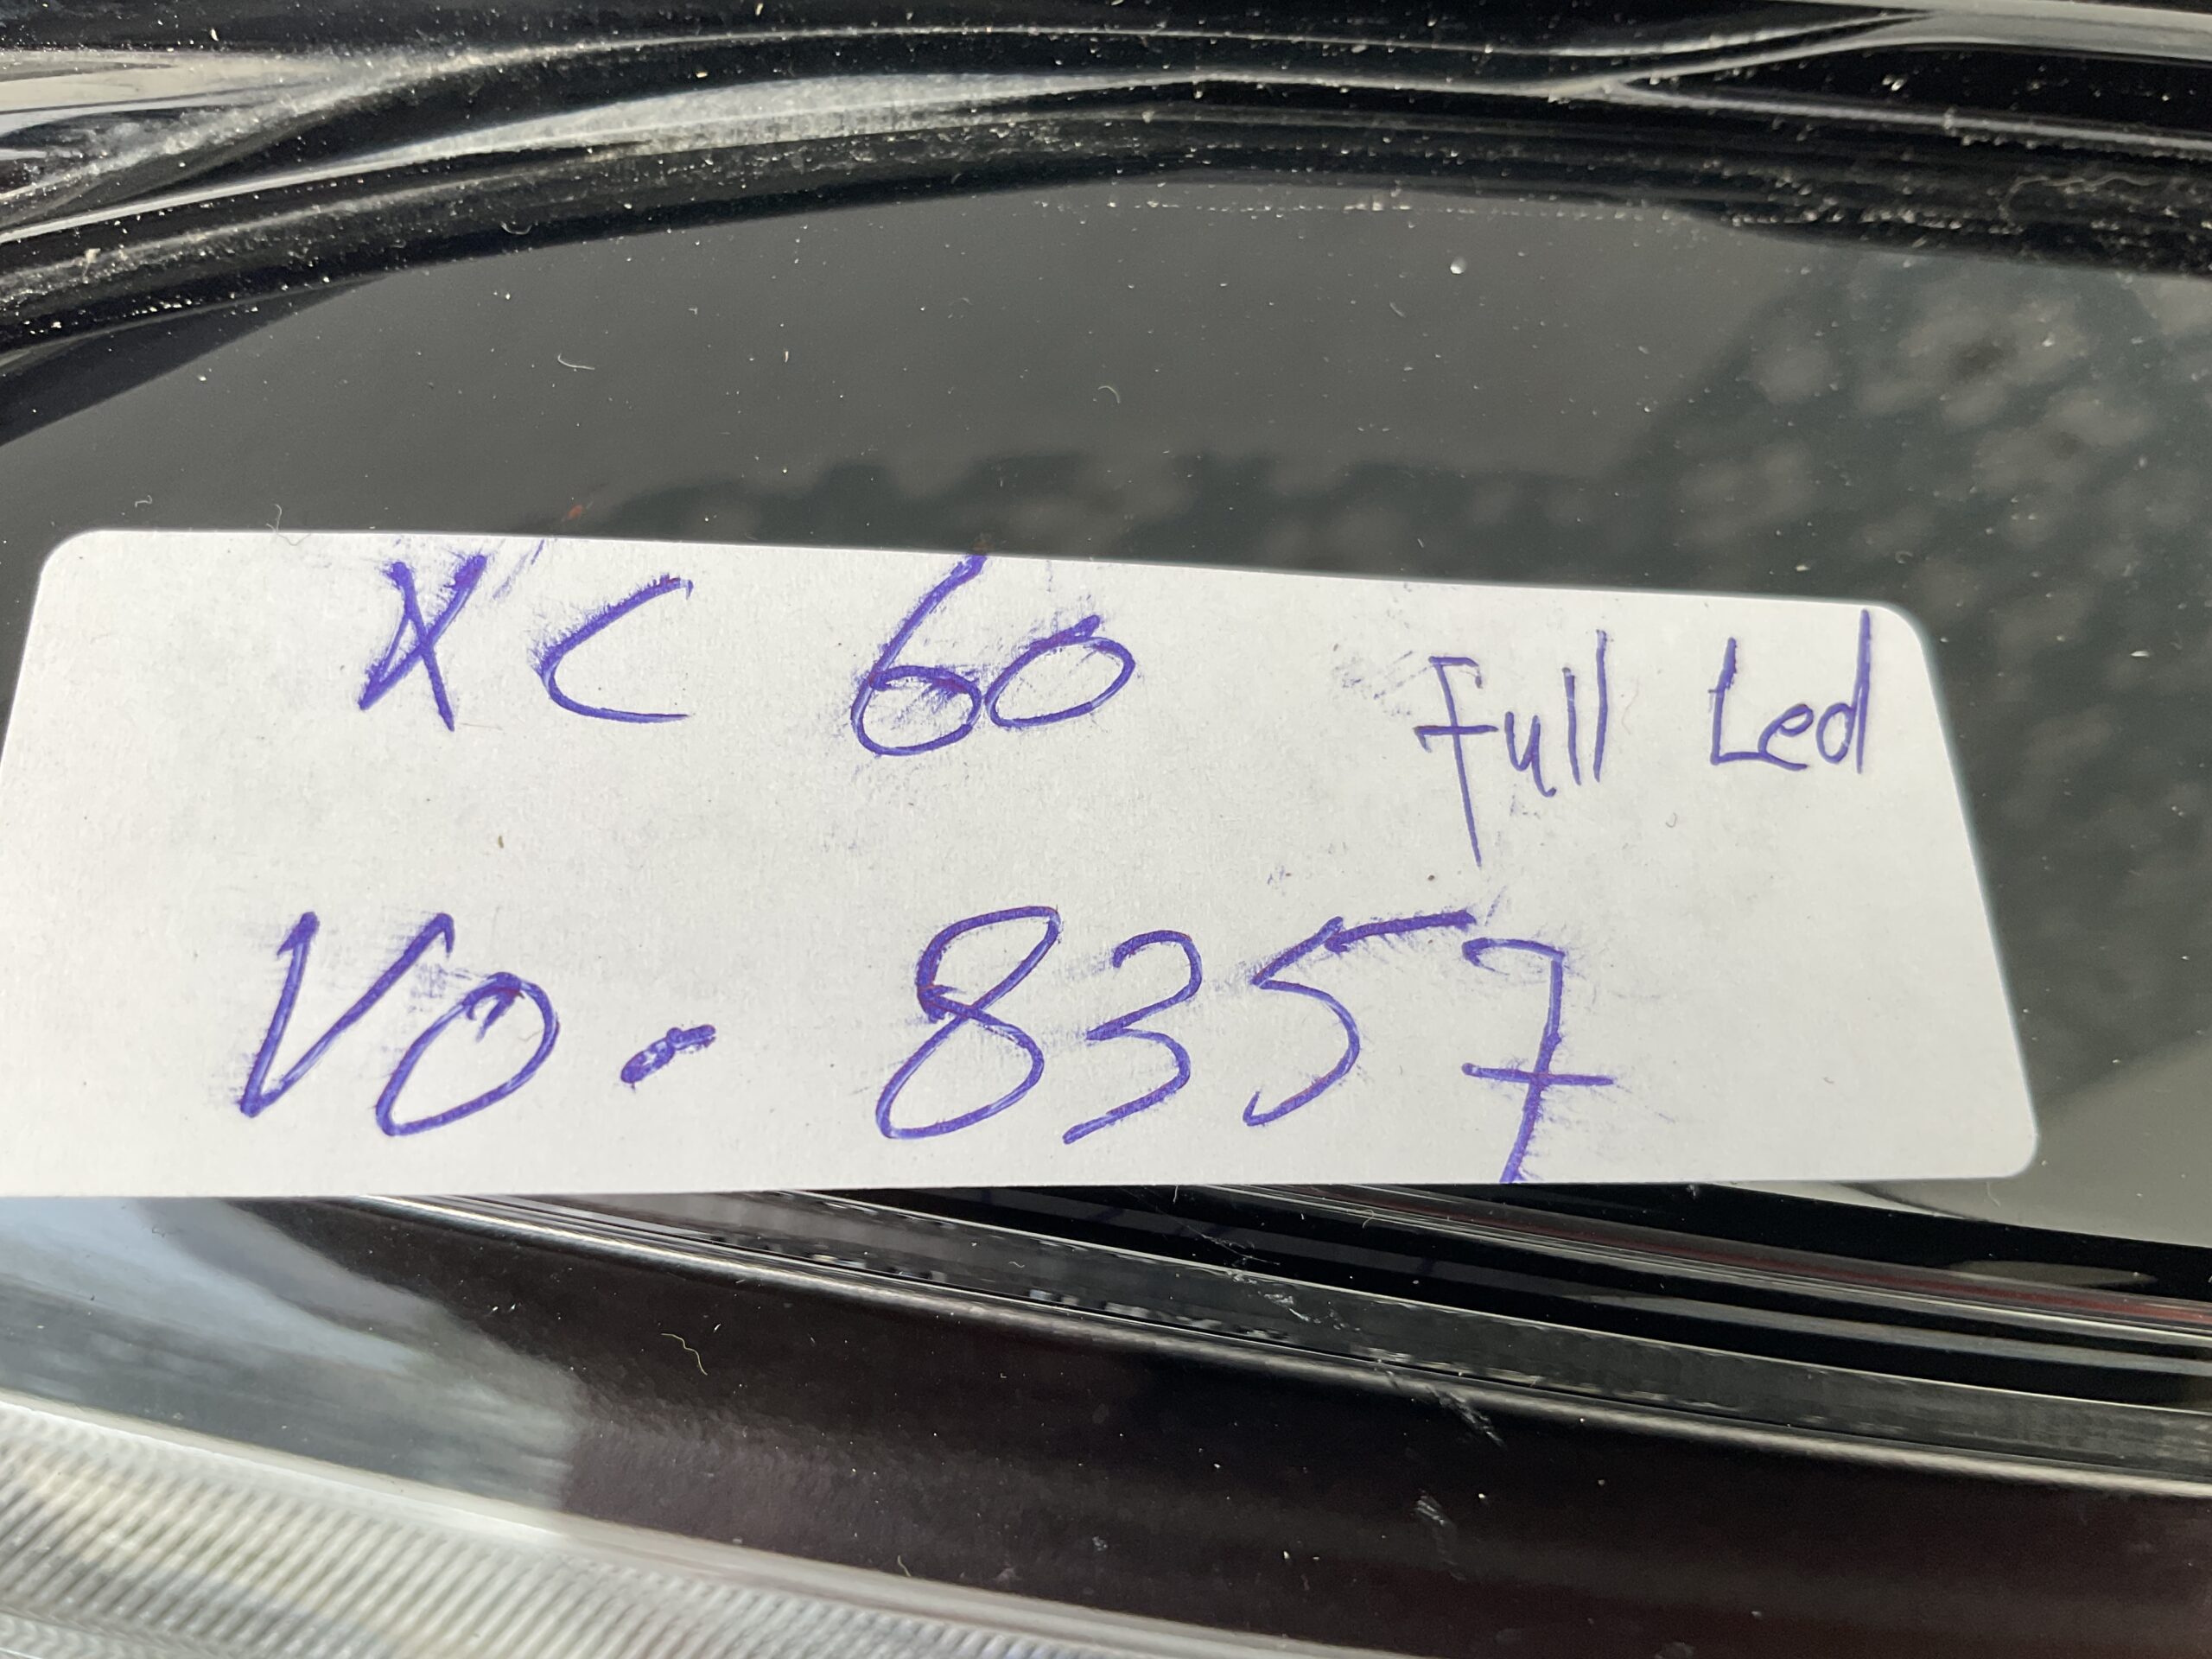 XC 60 Full Led
VO - 8357